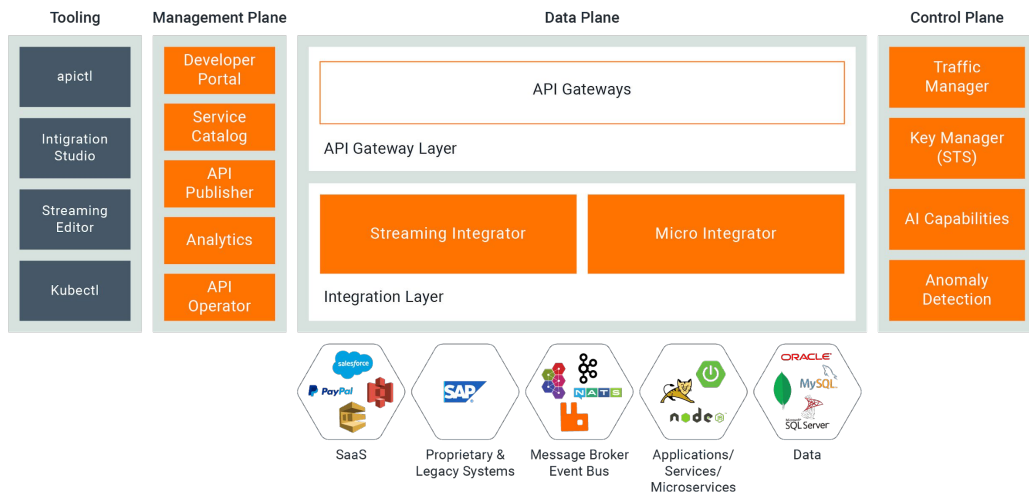 Tooling
Management Plane
Data Plane
Control Plane
apictl
Intigration
Studio
Streaming
Editor
Kubectl
Developer
Portal
Service
Catalog
API
Publisher
Analytics
API
Operator
API Gateways
API Gateway Layer
Streaming Integrator
Micro Integrator
Integration Layer
Traffic
Manager
Key Manager
(STS)
AI Capabilities
Anomaly
Detection
salesforce
PayPal
SaaS
SAP
Proprietary &
Legacy Systems
NATS
Message Broker
Event Bus
node
JS
Applications/
Services/
Microservices
ORACLE
MySQL
Microsoft
SQL Server
Data